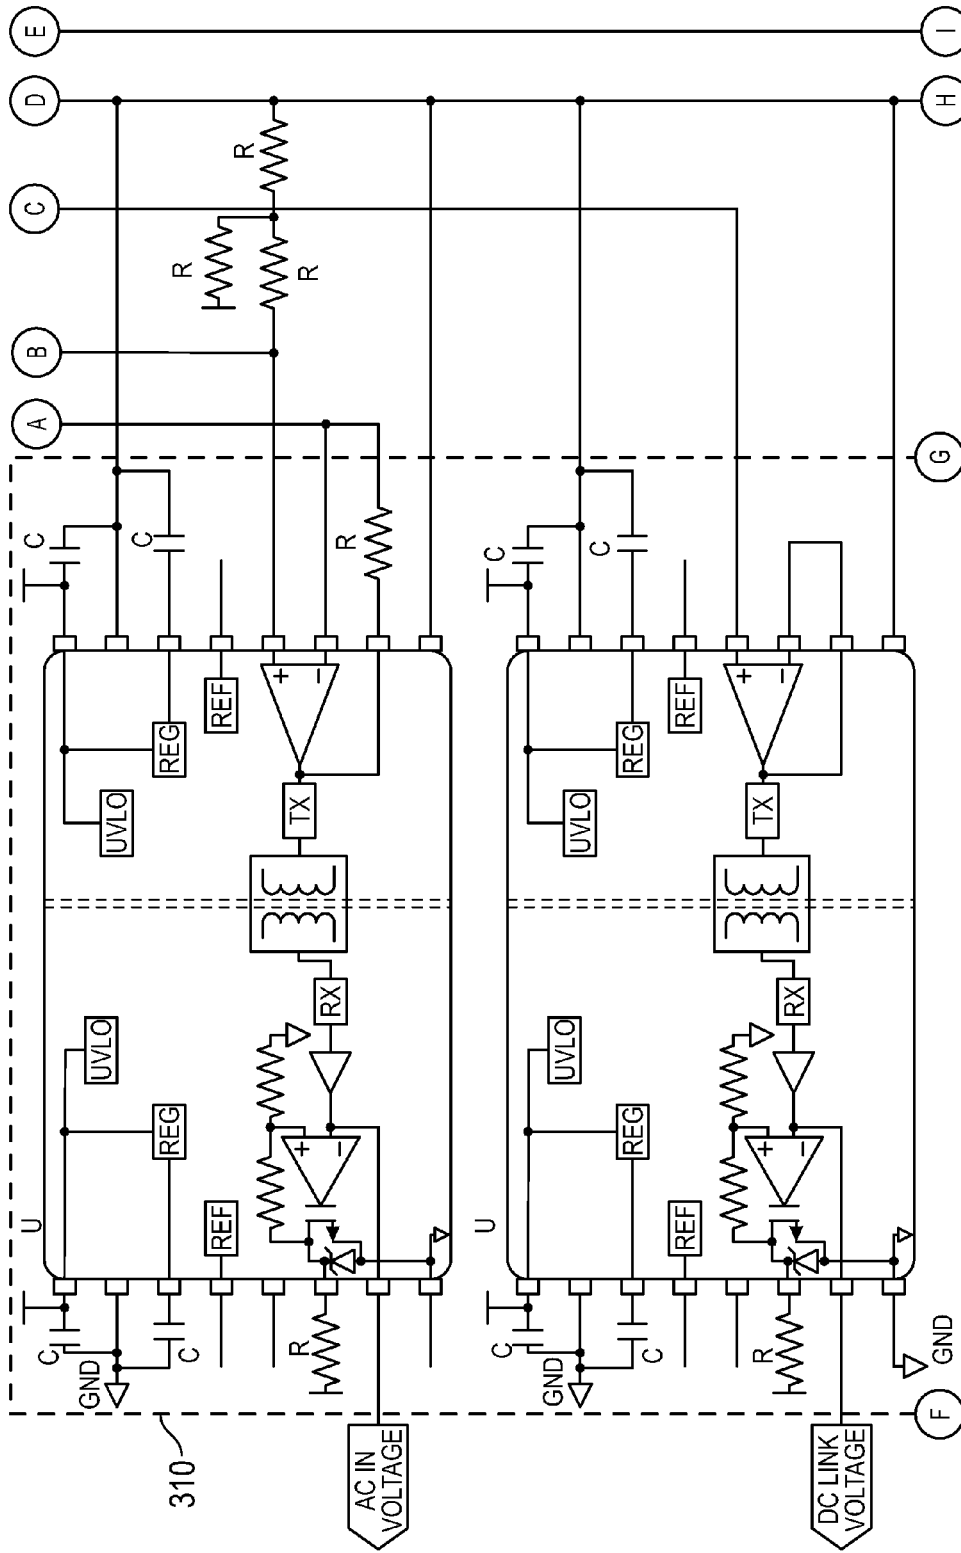 E
D
C
B
A
R
R
R
C
C
R
UVLO
REG
REF
+
−
TX
RX
UVLO
REG
REF
+
−
U
C
GND
C
R
310
AC IN
VOLTAGE
C
C
UVLO
REG
REF
+
−
TX
RX
UVLO
REG
REF
+
−
U
C
GND
C
R
GND
DC LINK
VOLTAGE
I
H
G
F